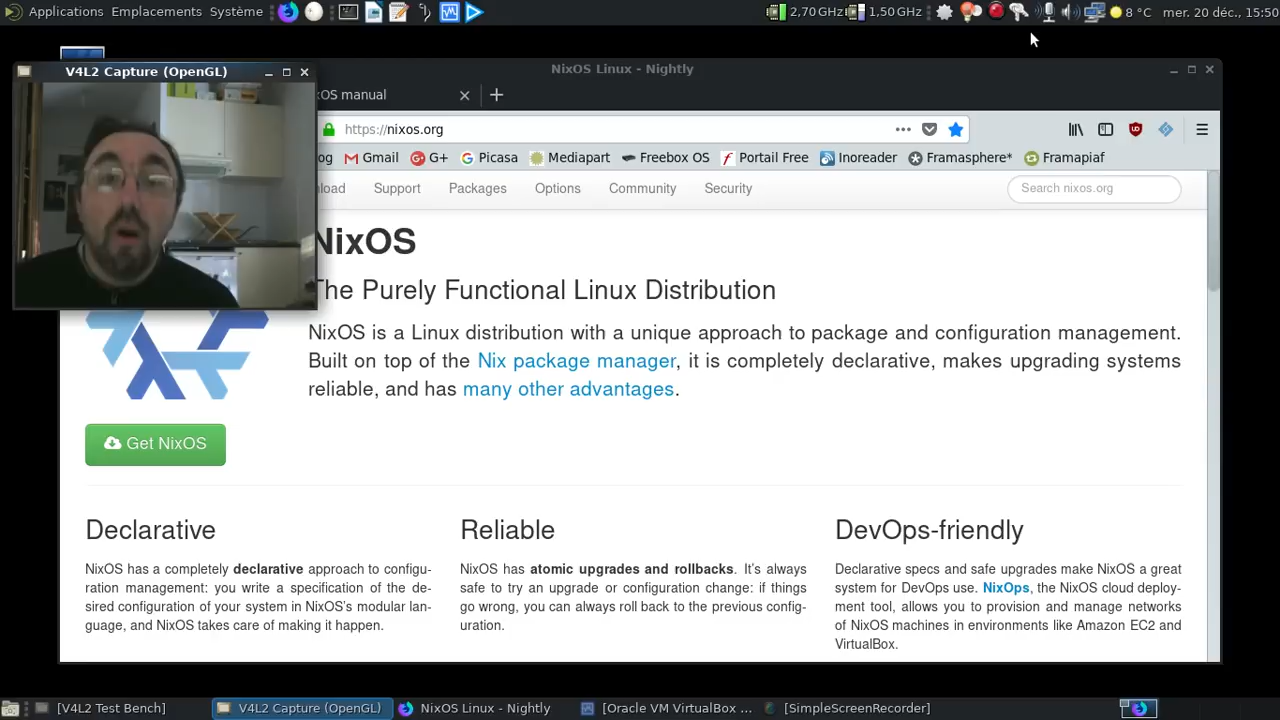 Applications Emplacements Système
2,70 GHz 1,50 GHz 8 °C mer. 20 déc., 15:50
V4L2 Capture (OpenGL)
NixOS Linux - Nightly
OS manual
https://nixos.org
og Gmail G+ Picasa Mediapart Freebox OS Portail Free Inoreader Framasphere* Framapiaf
load Support Packages Options Community Security Search nixos.org
NixOS
The Purely Functional Linux Distribution
NixOS is a Linux distribution with a unique approach to package and configuration management.
Built on top of the Nix package manager, it is completely declarative, makes upgrading systems
reliable, and has many other advantages.
Get NixOS
Declarative
NixOS has a completely declarative approach to configu-
ration management: you write a specification of the de-
sired configuration of your system in NixOS's modular lan-
guage, and NixOS takes care of making it happen.
Reliable
NixOS has atomic upgrades and rollbacks. It's always
safe to try an upgrade or configuration change: if things
go wrong, you can always roll back to the previous config-
uration.
DevOps-friendly
Declarative specs and safe upgrades make NixOS a great
system for DevOps use. NixOps, the NixOS cloud deploy-
ment tool, allows you to provision and manage networks
of NixOS machines in environments like Amazon EC2 and
VirtualBox.
[V4L2 Test Bench] V4L2 Capture (OpenGL) NixOS Linux - Nightly [Oracle VM VirtualBox ... [SimpleScreenRecorder]